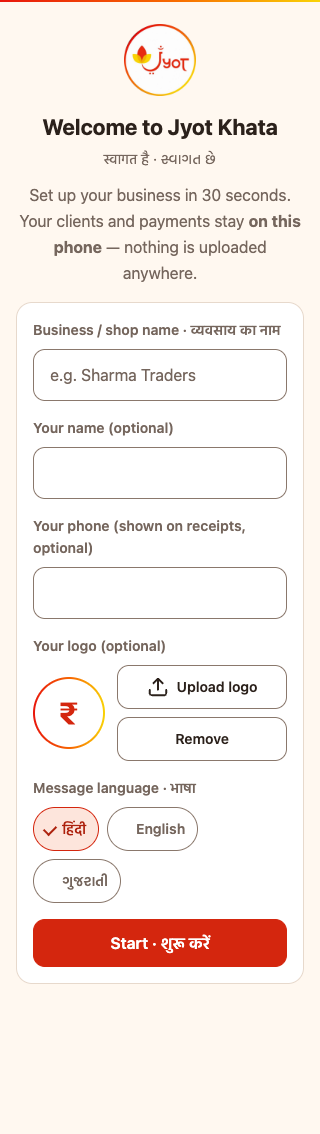 Jyot
Welcome to Jyot Khata
स्वागत है · સ્વાગત છે
Set up your business in 30 seconds.
Your clients and payments stay on this
phone — nothing is uploaded
anywhere.
Business / shop name · व्यवसाय का नाम
e.g. Sharma Traders
Your name (optional)
Your phone (shown on receipts,
optional)
Your logo (optional)
₹
Upload logo
Remove
Message language · भाषा
हिंदी
English
ગુજરાતી
Start · शुरू करें